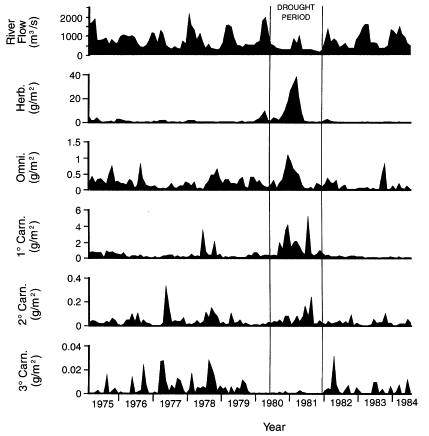 DROUGHT
PERIOD
River
Flow
(m³/s)
2000
1000
0
Herb.
(g/m²)
40
20
0
Omni.
(g/m²)
1.5
1
0.5
0
1° Carn.
(g/m²)
6
4
2
0
2° Carn.
(g/m²)
0.4
0.2
0
3° Carn.
(g/m²)
0.04
0.02
0
1975 1976 1977 1978 1979 1980 1981 1982 1983 1984
Year